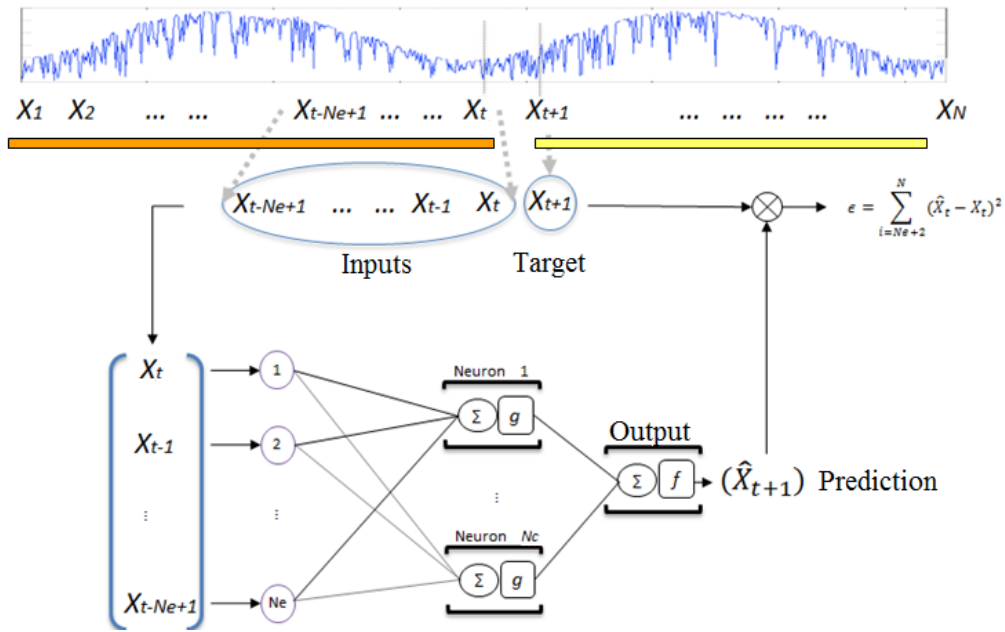 X1 X2 ... ... Xt-Ne+1 ... ... Xt Xt+1 ... ... ... ... XN
Xt-Ne+1 ... ... Xt-1 Xt Xt+1
ϵ = ∑_{i=Ne+2}^{N} (X̂t − Xt)²
Inputs Target
Xt 1
Neuron 1
Σ g
Xt-1 2
Output
Σ f (X̂t+1) Prediction
... ... ...
Neuron Nc
Σ g
Xt-Ne+1 Ne